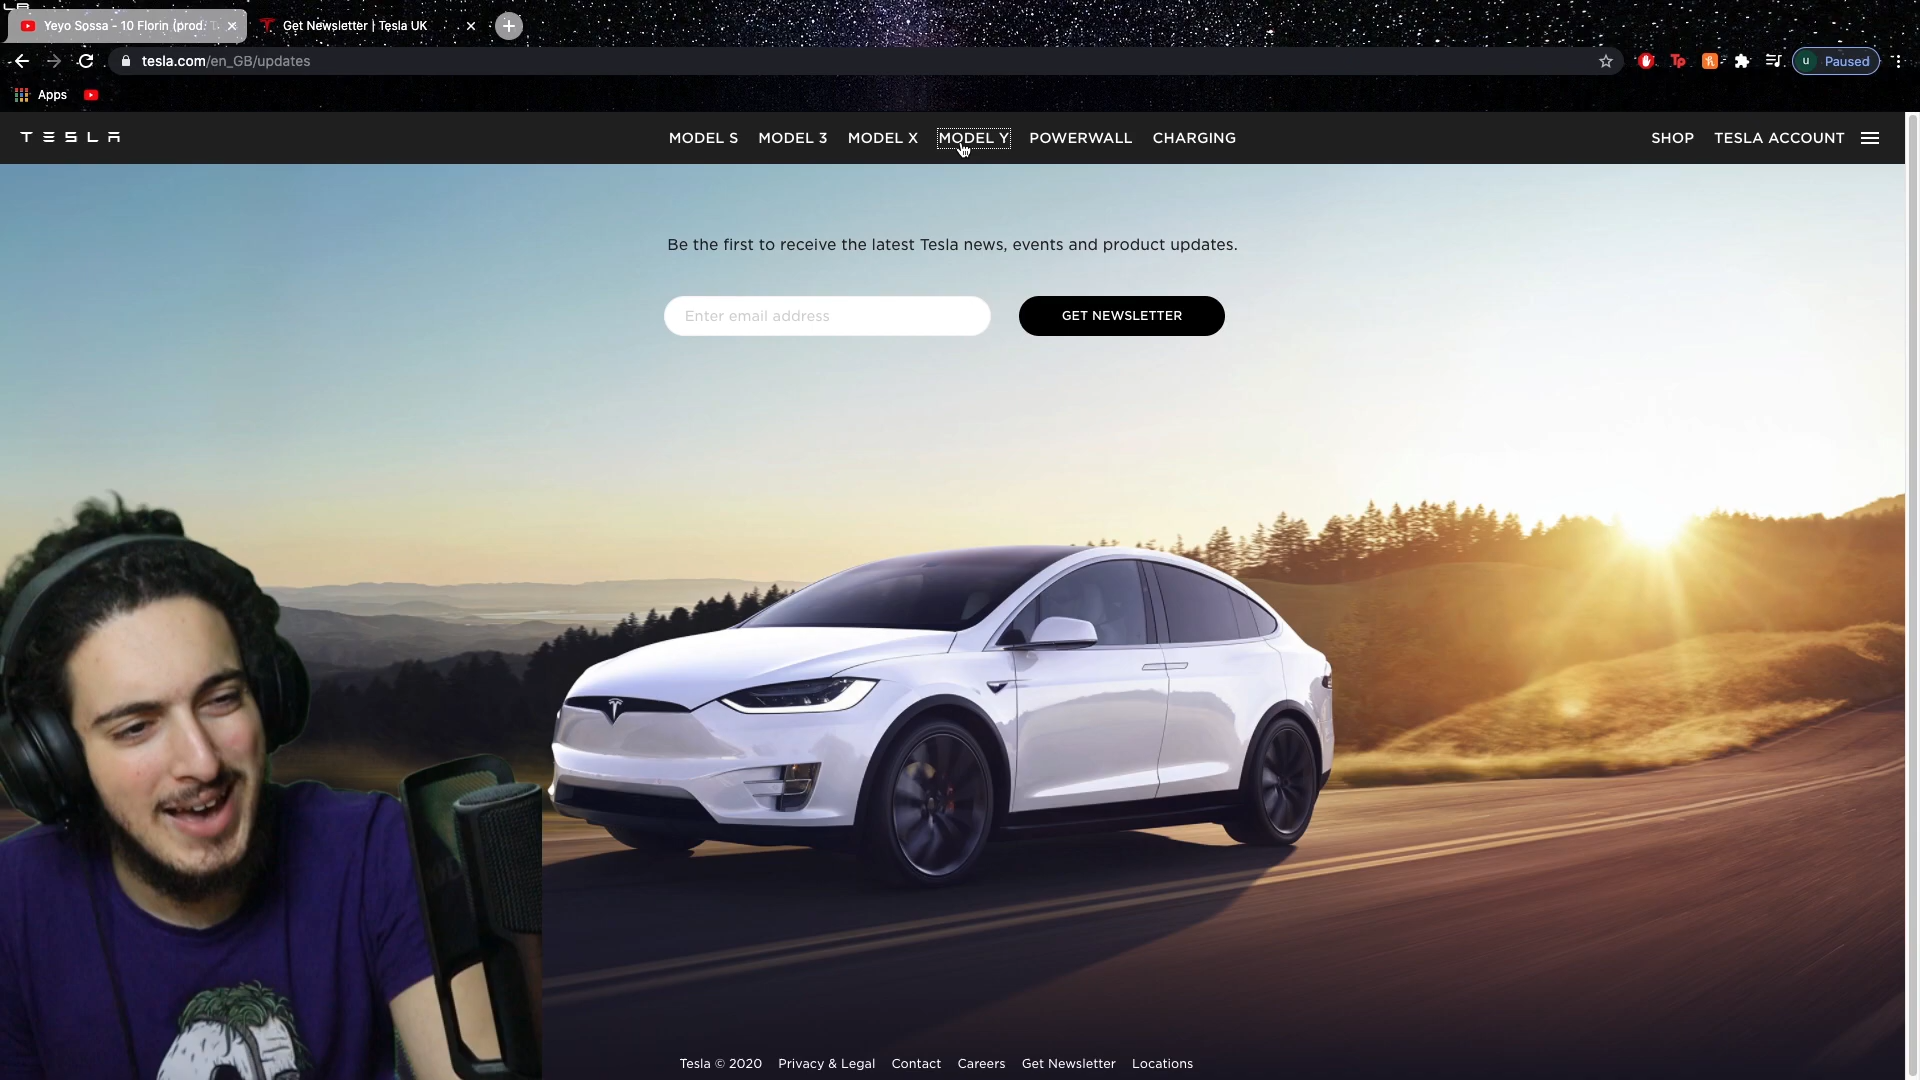 Yeyo Sossa - 10 Florin (prod.
Get Newsletter | Tesla UK
tesla.com/en_GB/updates
Tp
u Paused
Apps
TESLA
MODEL S MODEL 3 MODEL X MODEL Y POWERWALL CHARGING
SHOP TESLA ACCOUNT
Be the first to receive the latest Tesla news, events and product updates.
Enter email address
GET NEWSLETTER
Tesla © 2020 Privacy & Legal Contact Careers Get Newsletter Locations